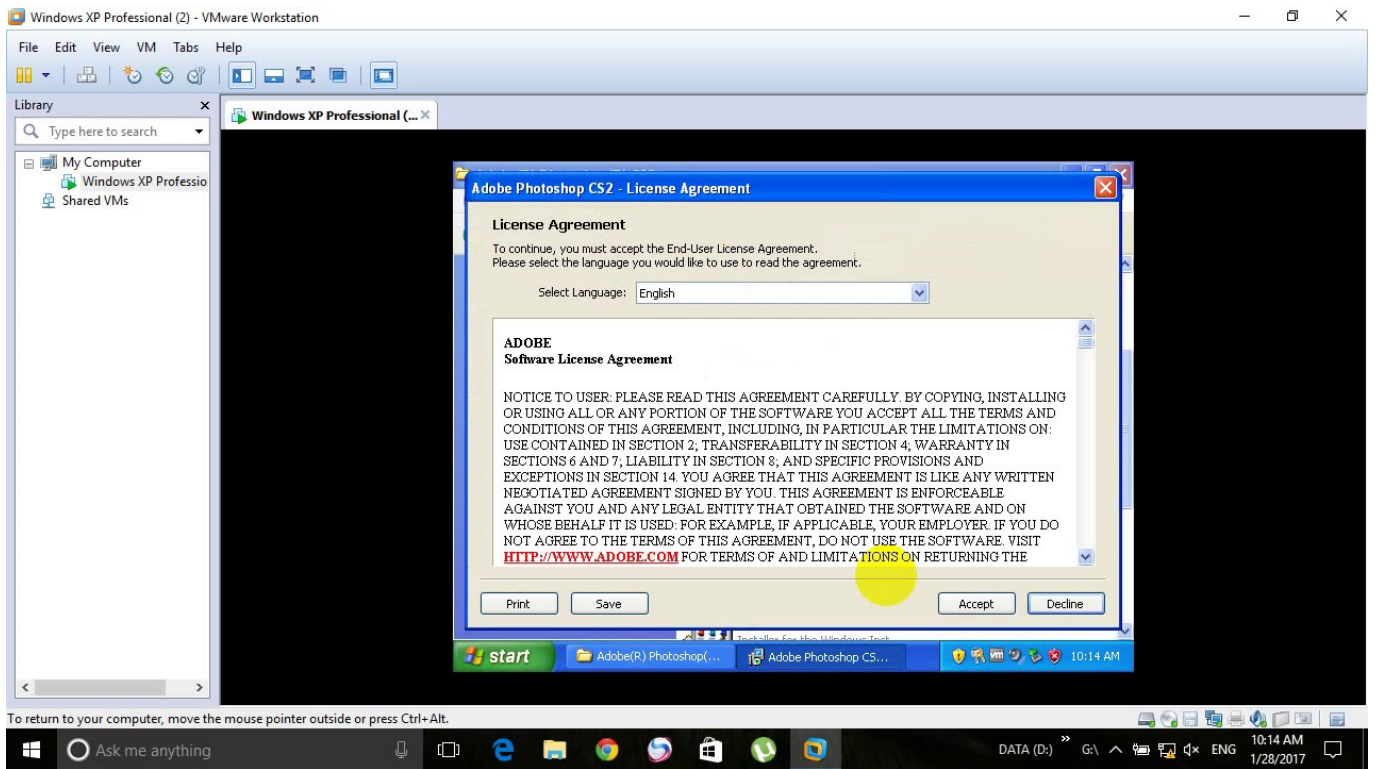 Windows XP Professional (2) - VMware Workstation
File Edit View VM Tabs Help
Library
Type here to search
Windows XP Professional (...
My Computer
Windows XP Professio
Shared VMs
Adobe Photoshop CS2 - License Agreement
License Agreement
To continue, you must accept the End-User License Agreement.
Please select the language you would like to use to read the agreement.
Select Language: English
ADOBE
Software License Agreement
NOTICE TO USER: PLEASE READ THIS AGREEMENT CAREFULLY. BY COPYING, INSTALLING
OR USING ALL OR ANY PORTION OF THE SOFTWARE YOU ACCEPT ALL THE TERMS AND
CONDITIONS OF THIS AGREEMENT, INCLUDING, IN PARTICULAR THE LIMITATIONS ON:
USE CONTAINED IN SECTION 2; TRANSFERABILITY IN SECTION 4; WARRANTY IN
SECTIONS 6 AND 7; LIABILITY IN SECTION 8; AND SPECIFIC PROVISIONS AND
EXCEPTIONS IN SECTION 14. YOU AGREE THAT THIS AGREEMENT IS LIKE ANY WRITTEN
NEGOTIATED AGREEMENT SIGNED BY YOU. THIS AGREEMENT IS ENFORCEABLE
AGAINST YOU AND ANY LEGAL ENTITY THAT OBTAINED THE SOFTWARE AND ON
WHOSE BEHALF IT IS USED: FOR EXAMPLE, IF APPLICABLE, YOUR EMPLOYER. IF YOU DO
NOT AGREE TO THE TERMS OF THIS AGREEMENT, DO NOT USE THE SOFTWARE. VISIT
HTTP://WWW.ADOBE.COM FOR TERMS OF AND LIMITATIONS ON RETURNING THE
Print Save Accept Decline
Installer for the Windows Inst
start Adobe(R) Photoshop(... Adobe Photoshop CS... 10:14 AM
To return to your computer, move the mouse pointer outside or press Ctrl+Alt.
Ask me anything DATA (D:) G:\ ENG 10:14 AM
1/28/2017